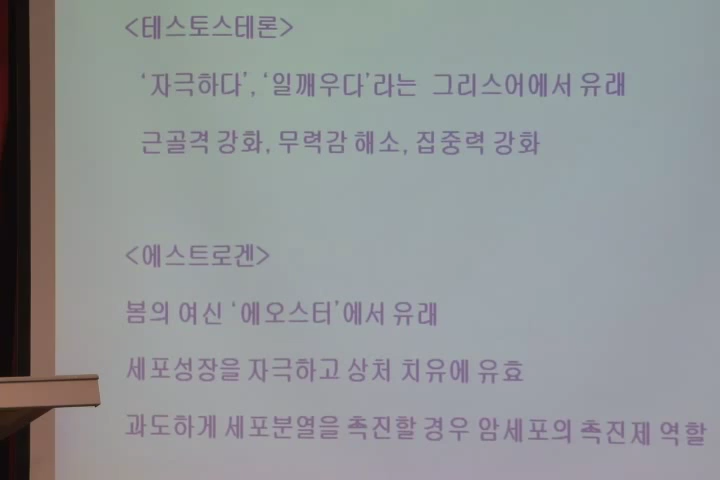 <테스토스테론>
‘자극하다’, ‘일깨우다’라는 그리스어에서 유래
근골격 강화, 무력감 해소, 집중력 강화
<에스트로겐>
봄의 여신 ‘에오스터’에서 유래
세포성장을 자극하고 상처 치유에 유효
과도하게 세포분열을 촉진할 경우 암세포의 촉진제 역할